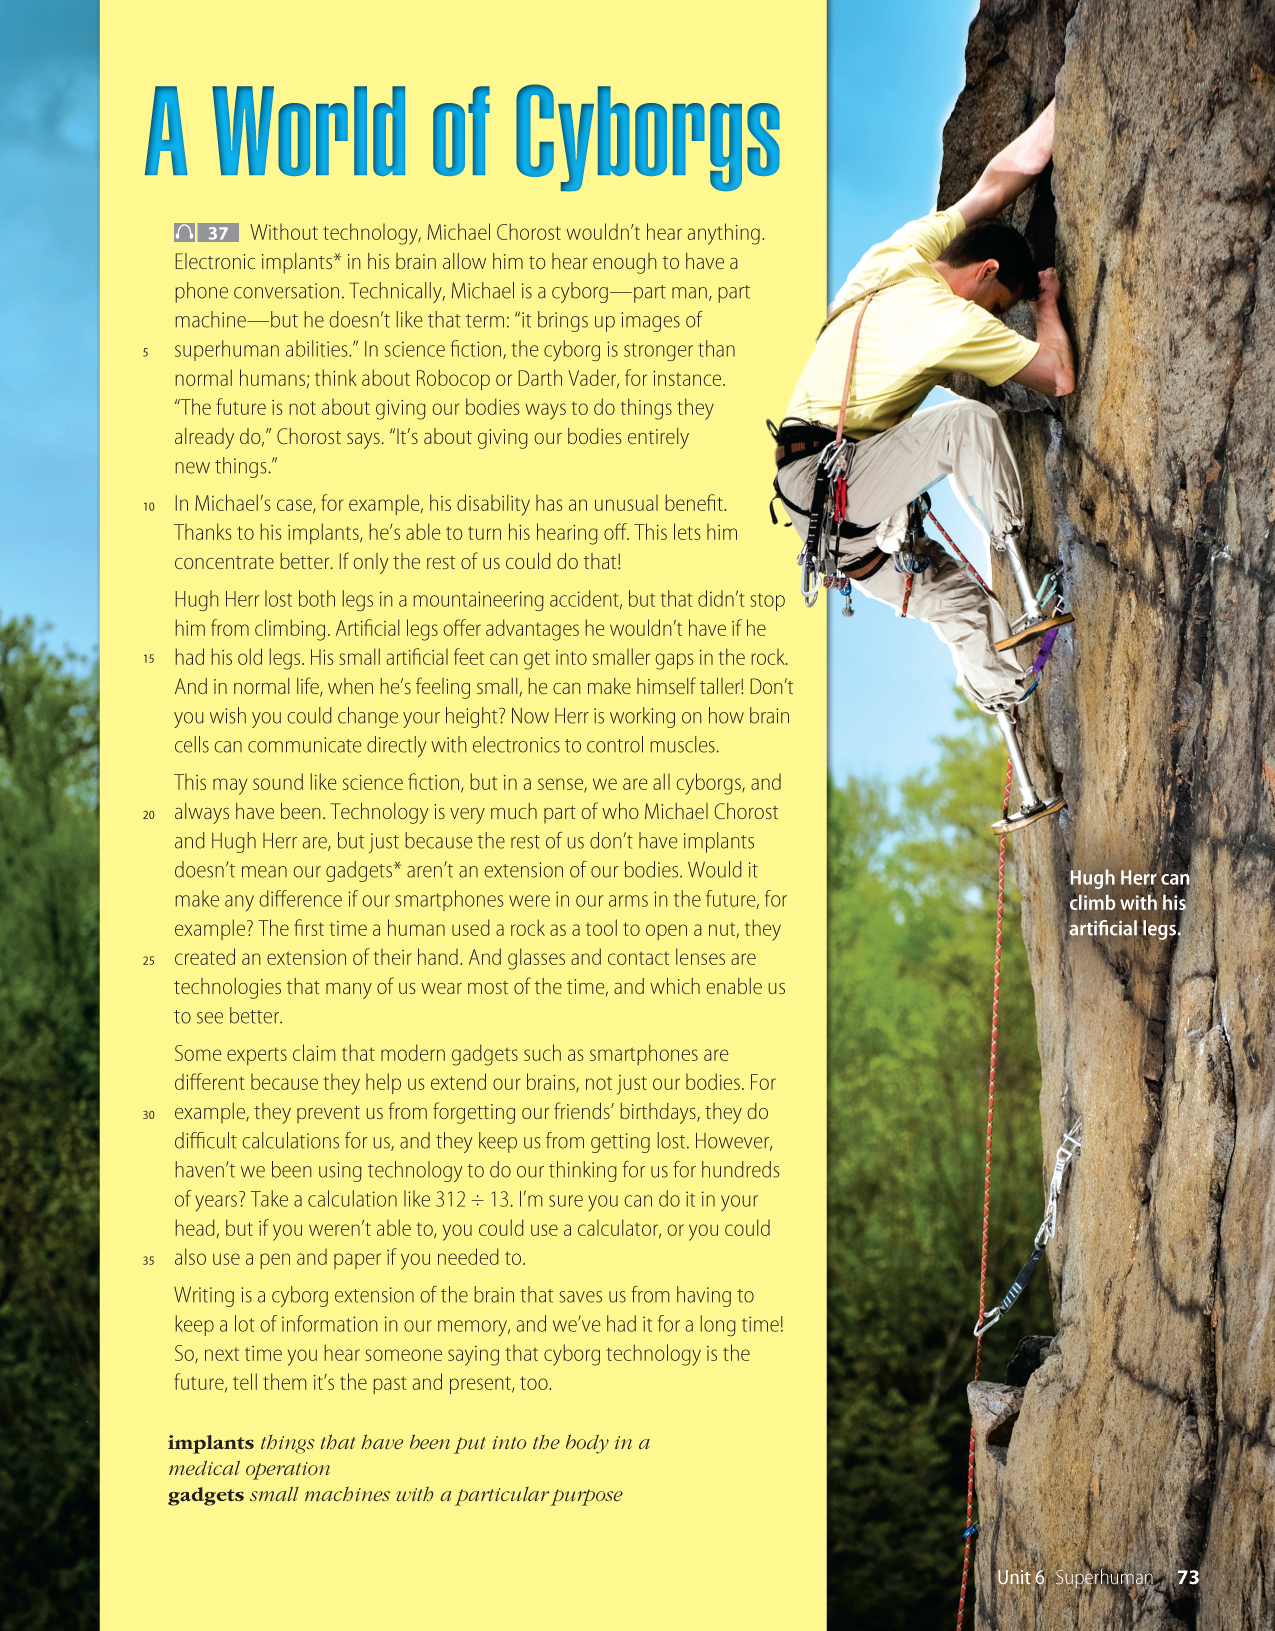 A World of Cyborgs
37 Without technology, Michael Chorost wouldn’t hear anything.
Electronic implants* in his brain allow him to hear enough to have a
phone conversation. Technically, Michael is a cyborg—part man, part
machine—but he doesn’t like that term: “it brings up images of
5 superhuman abilities.” In science fiction, the cyborg is stronger than
normal humans; think about Robocop or Darth Vader, for instance.
“The future is not about giving our bodies ways to do things they
already do,” Chorost says. “It’s about giving our bodies entirely
new things.”
10 In Michael’s case, for example, his disability has an unusual benefit.
Thanks to his implants, he’s able to turn his hearing off. This lets him
concentrate better. If only the rest of us could do that!
Hugh Herr lost both legs in a mountaineering accident, but that didn’t stop
him from climbing. Artificial legs offer advantages he wouldn’t have if he
15 had his old legs. His small artificial feet can get into smaller gaps in the rock.
And in normal life, when he’s feeling small, he can make himself taller! Don’t
you wish you could change your height? Now Herr is working on how brain
cells can communicate directly with electronics to control muscles.
This may sound like science fiction, but in a sense, we are all cyborgs, and
20 always have been. Technology is very much part of who Michael Chorost
and Hugh Herr are, but just because the rest of us don’t have implants
doesn’t mean our gadgets* aren’t an extension of our bodies. Would it
make any difference if our smartphones were in our arms in the future, for
example? The first time a human used a rock as a tool to open a nut, they
25 created an extension of their hand. And glasses and contact lenses are
technologies that many of us wear most of the time, and which enable us
to see better.
Some experts claim that modern gadgets such as smartphones are
different because they help us extend our brains, not just our bodies. For
30 example, they prevent us from forgetting our friends’ birthdays, they do
difficult calculations for us, and they keep us from getting lost. However,
haven’t we been using technology to do our thinking for us for hundreds
of years? Take a calculation like 312 ÷ 13. I’m sure you can do it in your
head, but if you weren’t able to, you could use a calculator, or you could
35 also use a pen and paper if you needed to.
Writing is a cyborg extension of the brain that saves us from having to
keep a lot of information in our memory, and we’ve had it for a long time!
So, next time you hear someone saying that cyborg technology is the
future, tell them it’s the past and present, too.
implants things that have been put into the body in a
medical operation
gadgets small machines with a particular purpose
Hugh Herr can
climb with his
artificial legs.
Unit 6 Superhuman 73